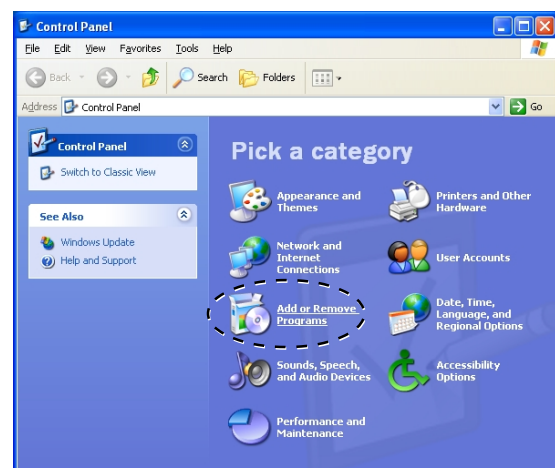 Control Panel
File Edit View Favorites Tools Help
Back Search Folders
Address Control Panel Go
Control Panel
Switch to Classic View
See Also
Windows Update
Help and Support
Pick a category
Appearance and
Themes
Printers and Other
Hardware
Network and
Internet
Connections
User Accounts
Add or Remove
Programs
Date, Time,
Language, and
Regional Options
Sounds, Speech,
and Audio Devices
Accessibility
Options
Performance and
Maintenance